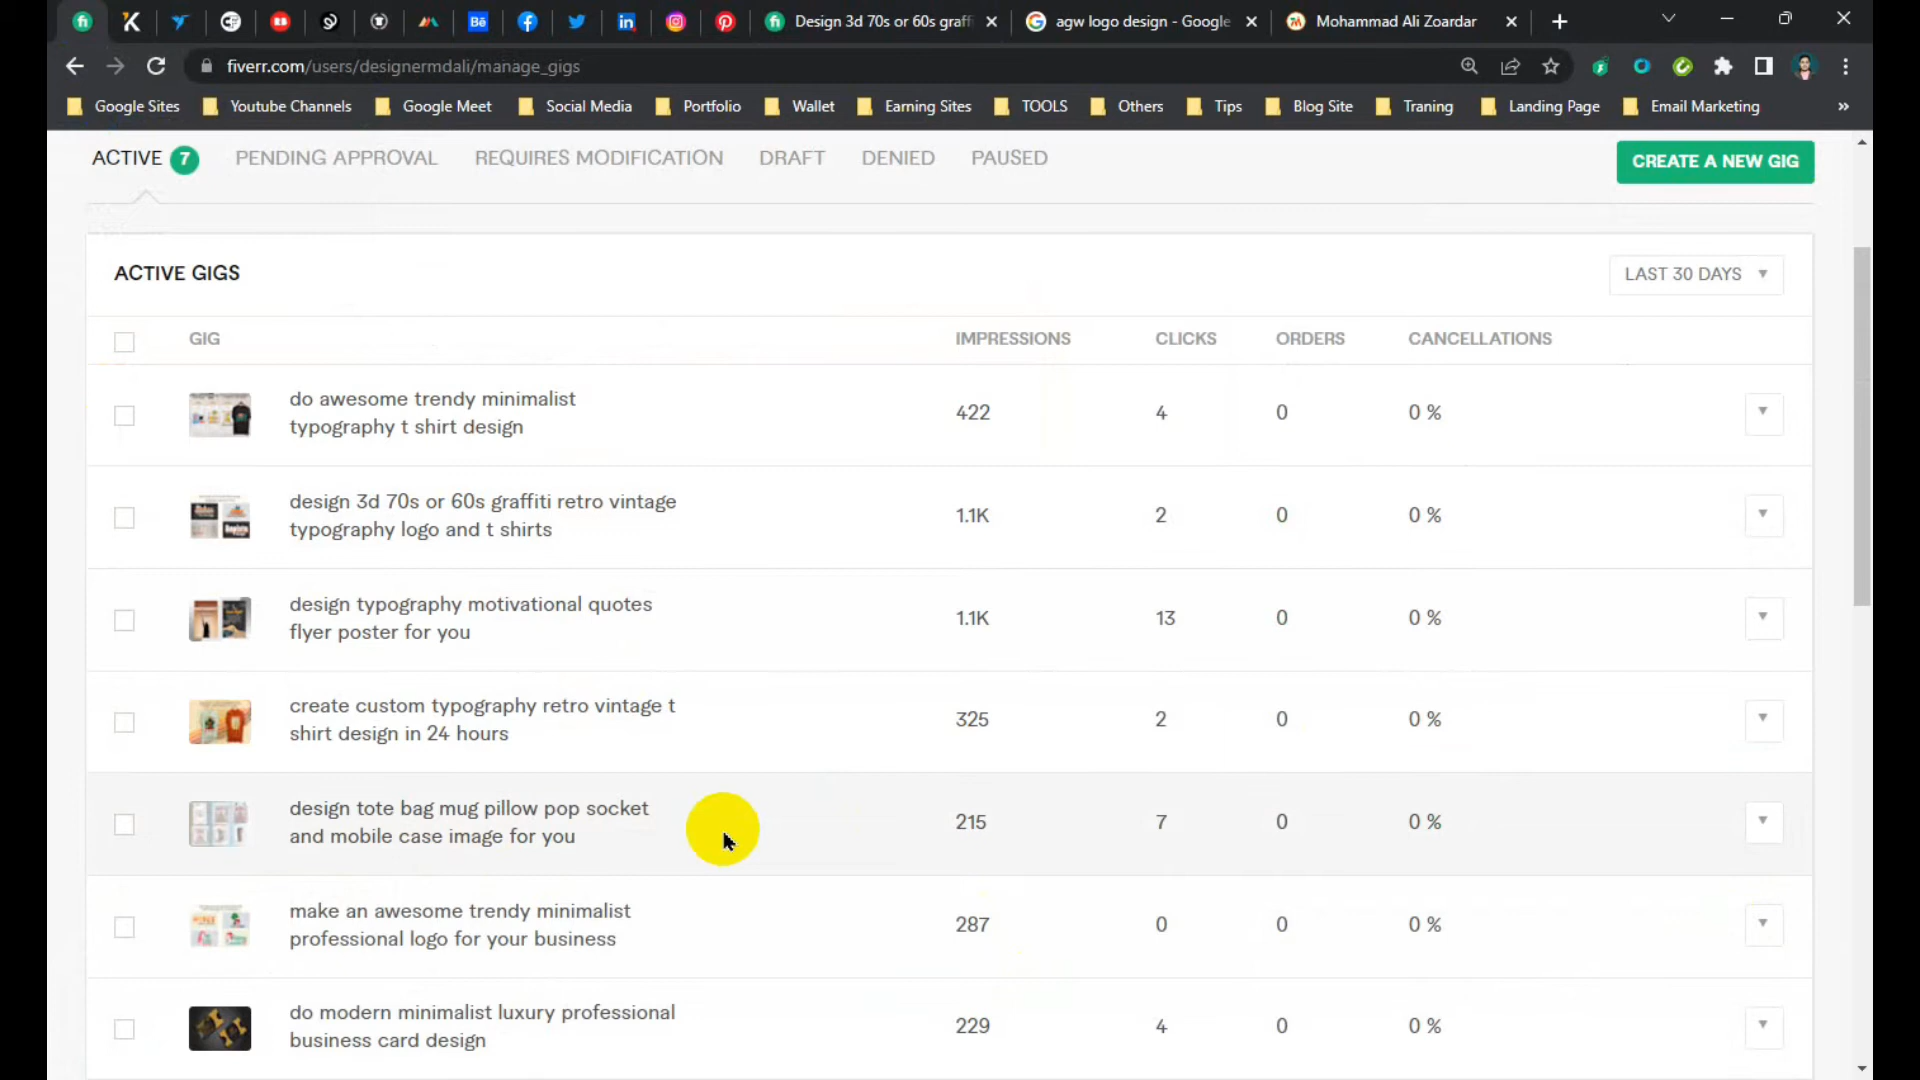 Design 3d 70s or 60s graffi
agw logo design - Google
Mohammad Ali Zoardar
fiverr.com/users/designermdali/manage_gigs
Google Sites
Youtube Channels
Google Meet
Social Media
Portfolio
Wallet
Earning Sites
TOOLS
Others
Tips
Blog Site
Traning
Landing Page
Email Marketing
»
ACTIVE 7
PENDING APPROVAL
REQUIRES MODIFICATION
DRAFT
DENIED
PAUSED
CREATE A NEW GIG
ACTIVE GIGS
LAST 30 DAYS
GIG IMPRESSIONS CLICKS ORDERS CANCELLATIONS
do awesome trendy minimalist
typography t shirt design
422 4 0 0 %
design 3d 70s or 60s graffiti retro vintage
typography logo and t shirts
1.1K 2 0 0 %
design typography motivational quotes
flyer poster for you
1.1K 13 0 0 %
create custom typography retro vintage t
shirt design in 24 hours
325 2 0 0 %
design tote bag mug pillow pop socket
and mobile case image for you
215 7 0 0 %
make an awesome trendy minimalist
professional logo for your business
287 0 0 0 %
do modern minimalist luxury professional
business card design
229 4 0 0 %